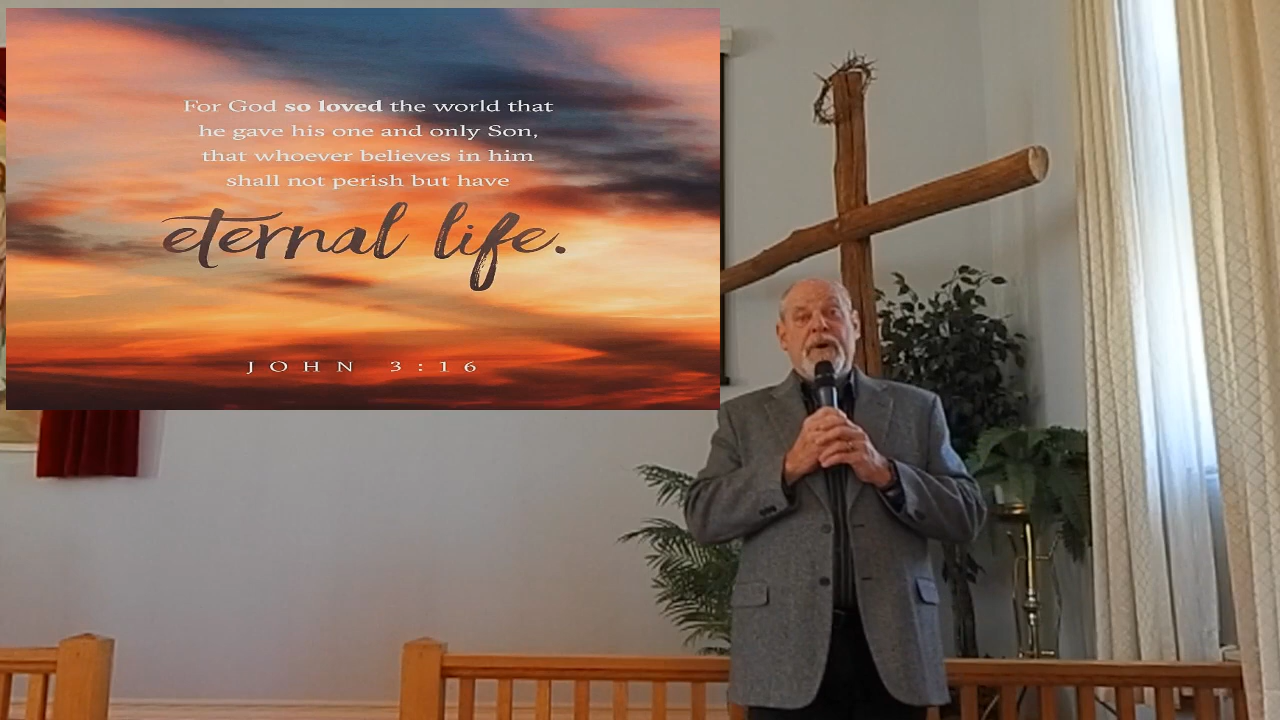 For God so loved the world that
he gave his one and only Son,
that whoever believes in him
shall not perish but have
eternal life.
JOHN 3:16